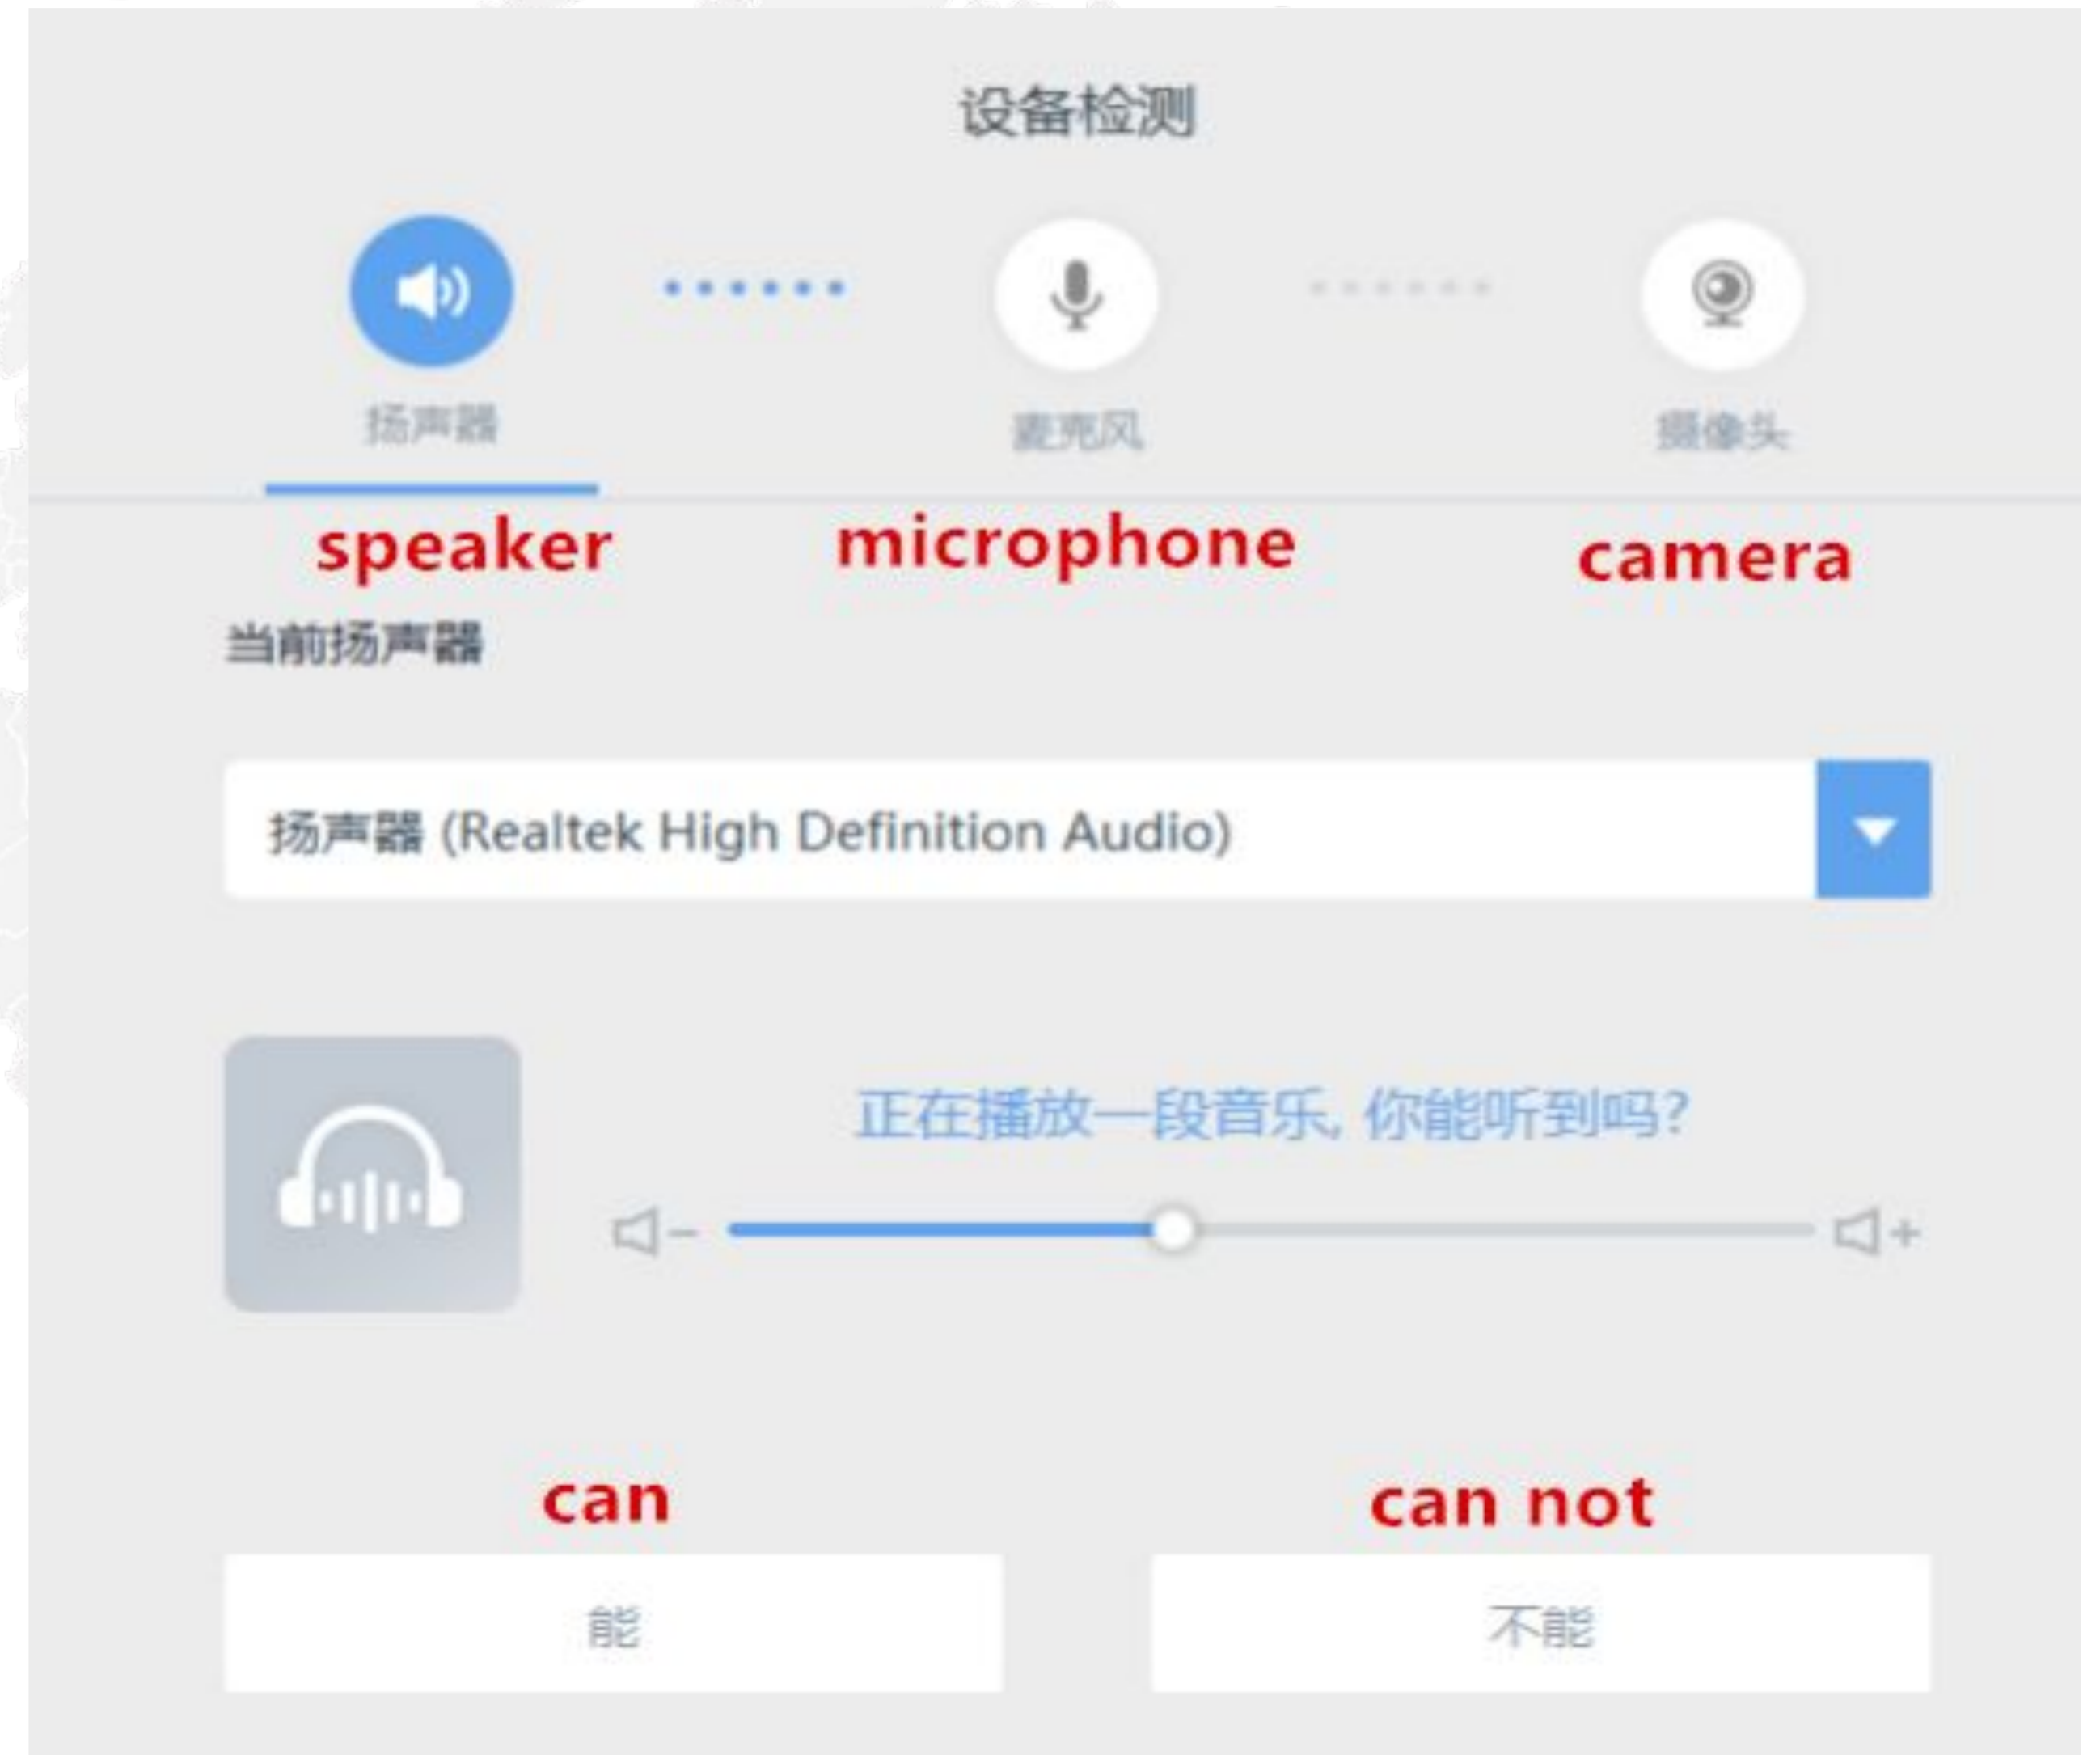 设备检测
扬声器
麦克风
摄像头
speaker
microphone
camera
当前扬声器
扬声器 (Realtek High Definition Audio)
正在播放一段音乐, 你能听到吗?
can
can not
能
不能